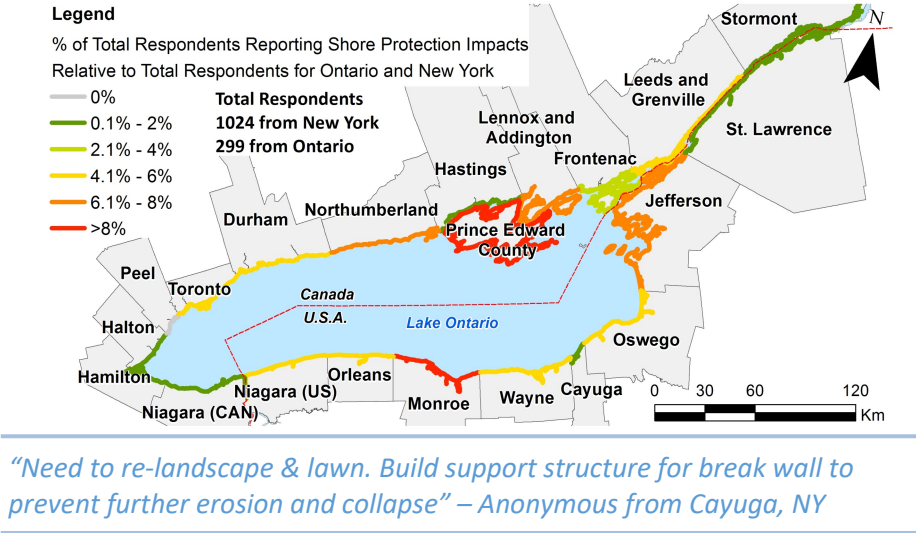 Legend
% of Total Respondents Reporting Shore Protection Impacts
Relative to Total Respondents for Ontario and New York
0%
0.1% - 2%
2.1% - 4%
4.1% - 6%
6.1% - 8%
>8%
Total Respondents
1024 from New York
299 from Ontario
Stormont
N
Leeds and
Grenville
St. Lawrence
Lennox and
Addington
Frontenac
Hastings
Jefferson
Northumberland
Durham
Prince Edward
County
Peel
Toronto
Canada
U.S.A.
Lake Ontario
Halton
Oswego
Hamilton
Orleans
Niagara (US)
Niagara (CAN)
Monroe
Wayne
Cayuga
0 30 60 120
Km
“Need to re-landscape & lawn. Build support structure for break wall to
prevent further erosion and collapse” – Anonymous from Cayuga, NY